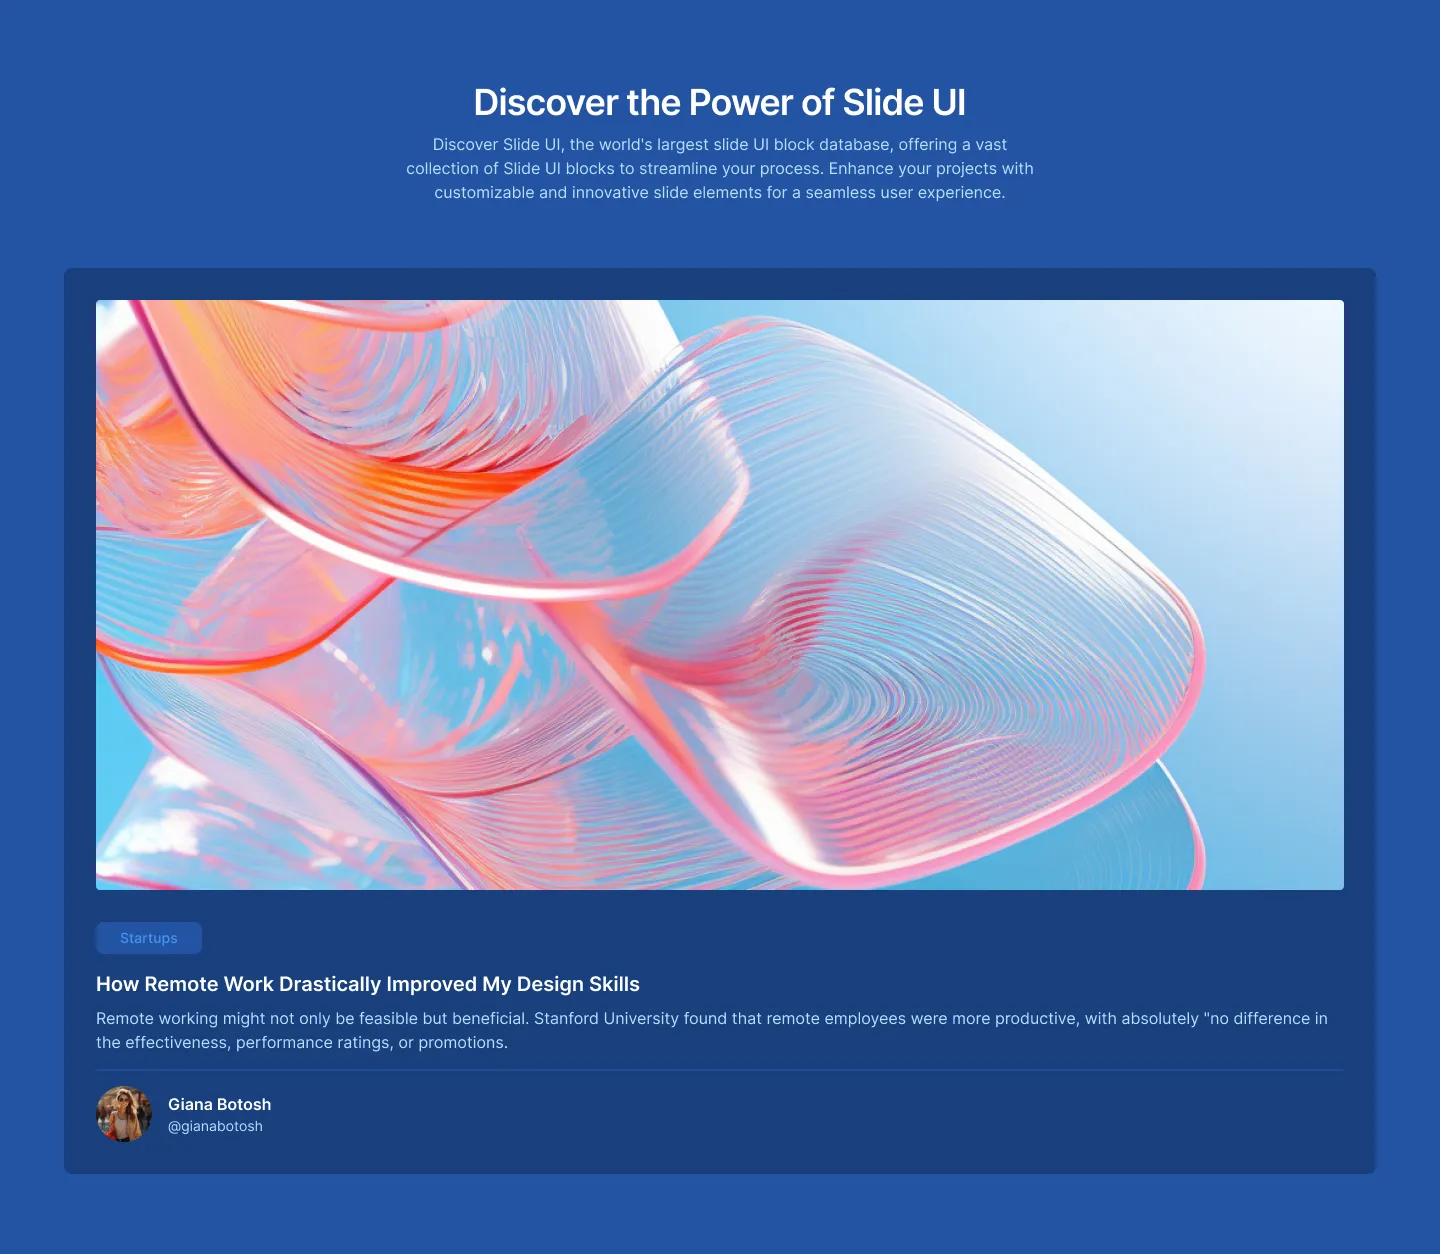 Discover the Power of Slide UI
Discover Slide UI, the world's largest slide UI block database, offering a vast
collection of Slide UI blocks to streamline your process. Enhance your projects with
customizable and innovative slide elements for a seamless user experience.
Startups
How Remote Work Drastically Improved My Design Skills
Remote working might not only be feasible but beneficial. Stanford University found that remote employees were more productive, with absolutely "no difference in
the effectiveness, performance ratings, or promotions.
Giana Botosh
@gianabotosh